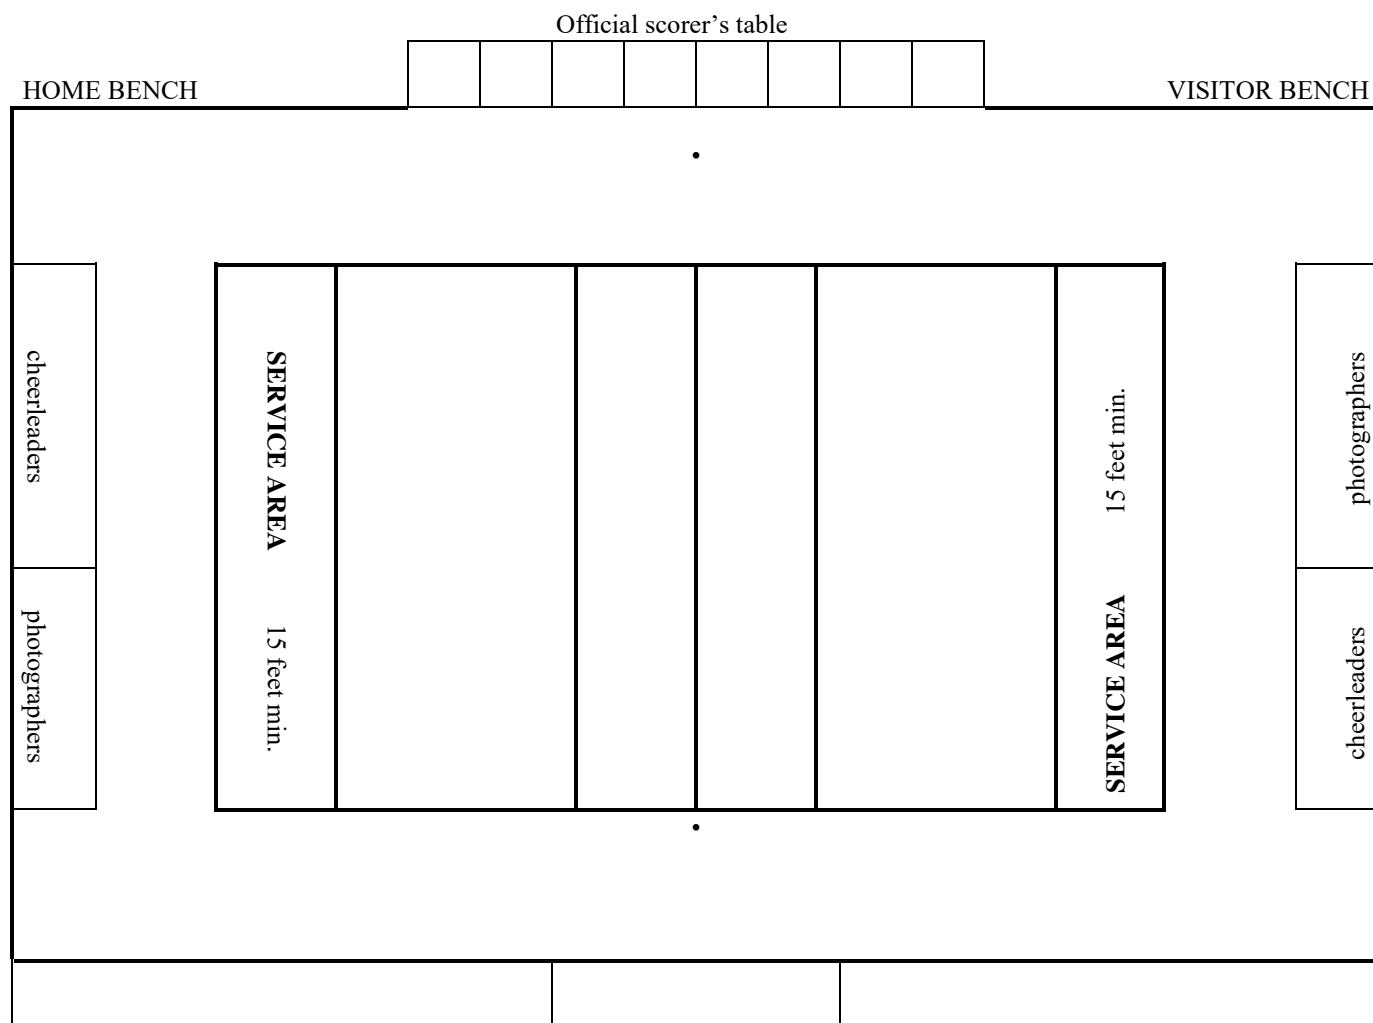 Official scorer’s table
HOME BENCH
VISITOR BENCH
cheerleaders
photographers
SERVICE AREA 15 feet min.
SERVICE AREA 15 feet min.
photographers
cheerleaders